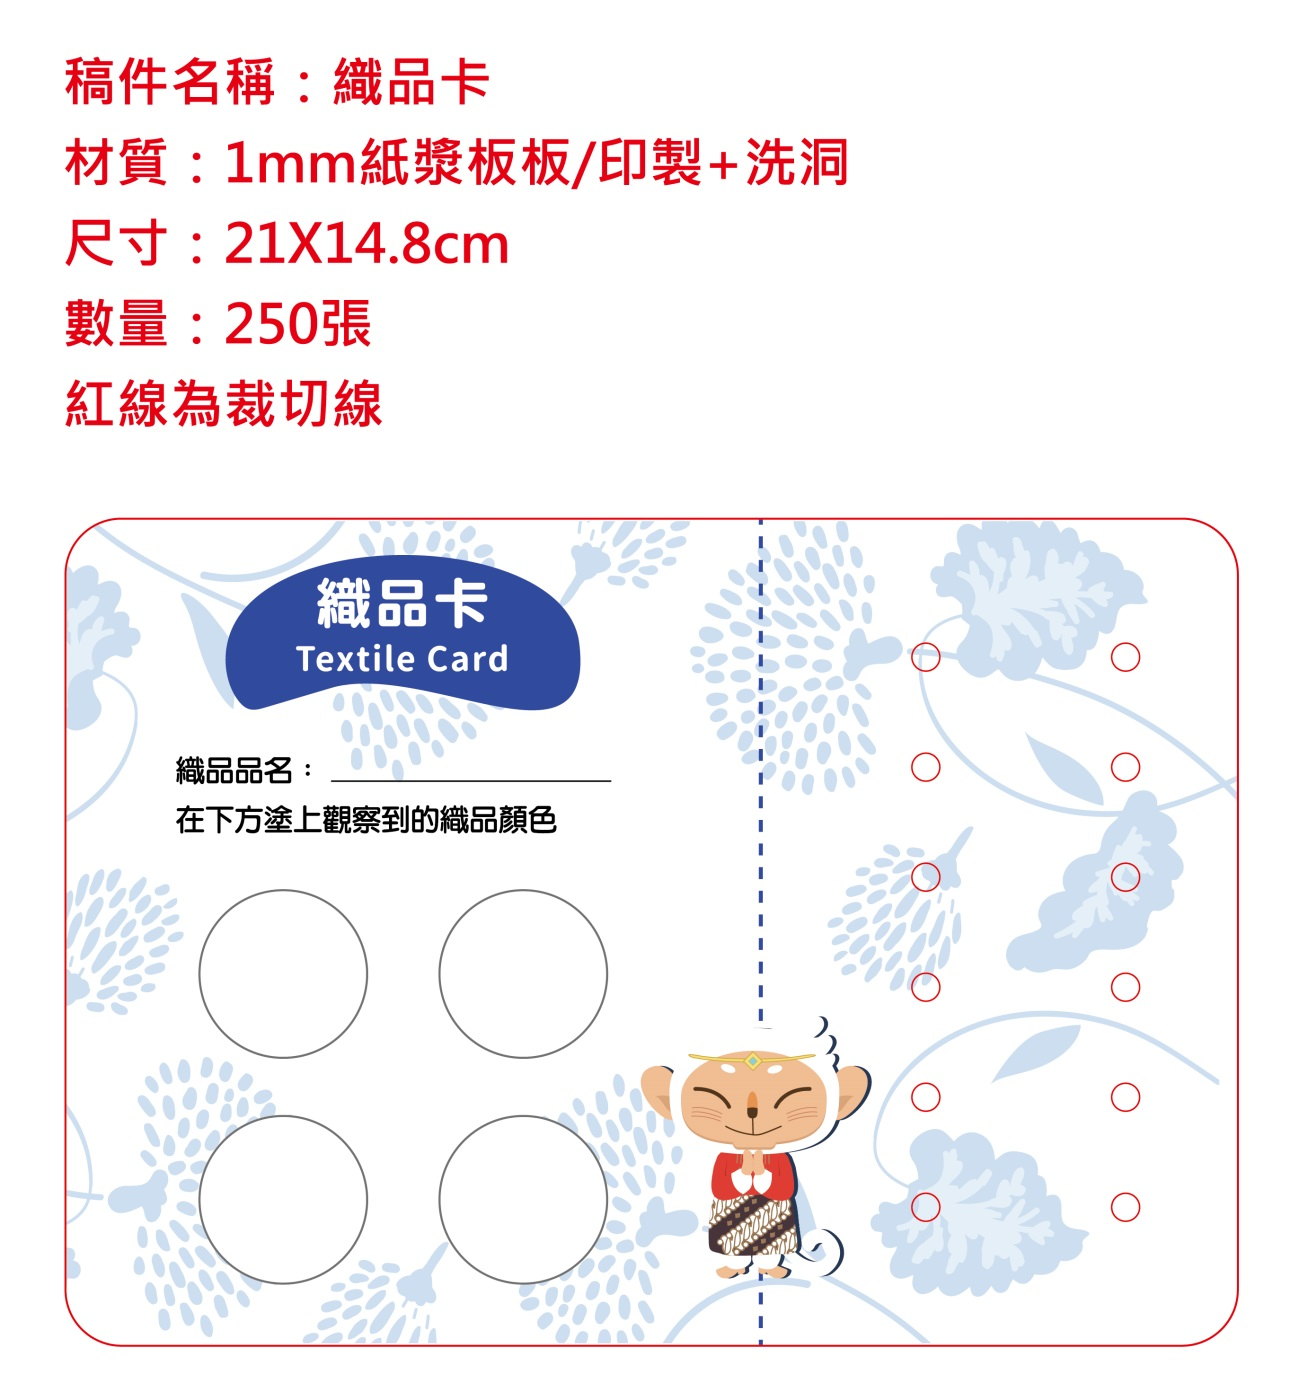 稿件名稱：織品卡
材質：1mm紙漿板板/印製+洗洞
尺寸：21X14.8cm
數量：250張
紅線為裁切線
織品卡
Textile Card
織品品名：
在下方塗上觀察到的織品顏色